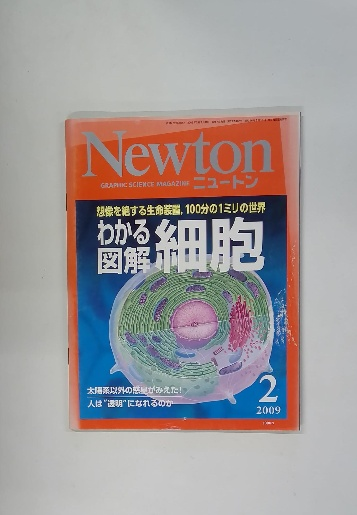 Newton
GRAPHIC SCIENCE MAGAZINE
ニュートン
想像を絶する生命装置，100分の1ミリの世界
わかる
図解
細胞
太陽系以外の惑星がみえた!
人は"透明"になれるのか
2
2009